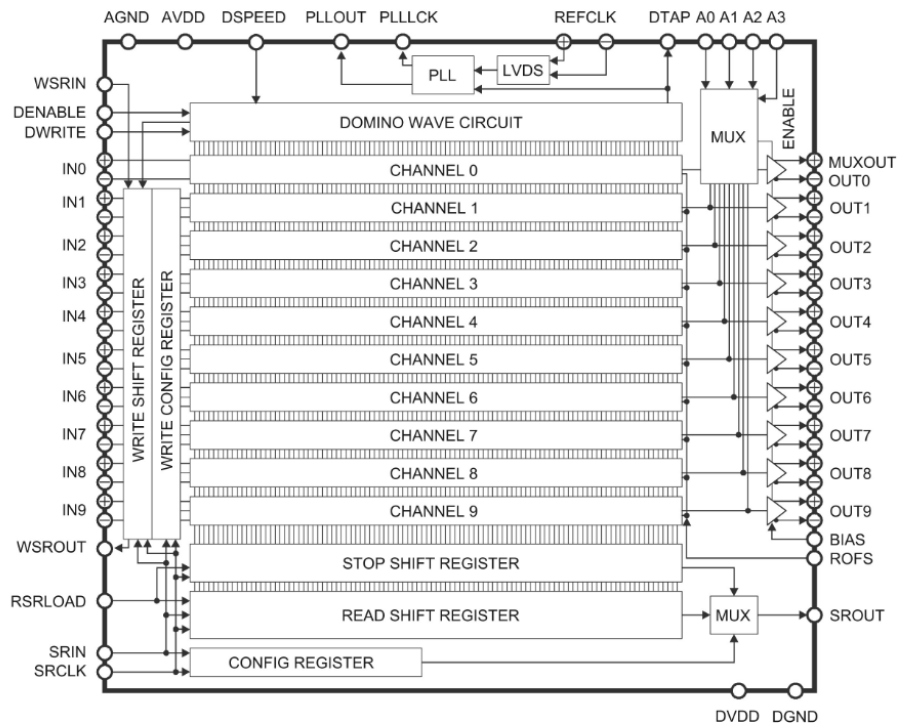 AGND AVDD DSPEED PLLOUT PLLLCK REFCLK DTAP A0 A1 A2 A3
WSRIN
PLL
LVDS
DENABLE
DWRITE
DOMINO WAVE CIRCUIT
MUX
ENABLE
IN0
CHANNEL 0
MUXOUT
OUT0
IN1
CHANNEL 1
OUT1
IN2
CHANNEL 2
OUT2
IN3
CHANNEL 3
OUT3
IN4
CHANNEL 4
OUT4
IN5
CHANNEL 5
OUT5
IN6
CHANNEL 6
OUT6
IN7
CHANNEL 7
OUT7
IN8
CHANNEL 8
OUT8
IN9
CHANNEL 9
OUT9
WRITE SHIFT REGISTER
WRITE CONFIG REGISTER
WSROUT
BIAS
ROFS
STOP SHIFT REGISTER
RSRLOAD
READ SHIFT REGISTER
MUX
SROUT
SRIN
SRCLK
CONFIG REGISTER
DVDD DGND